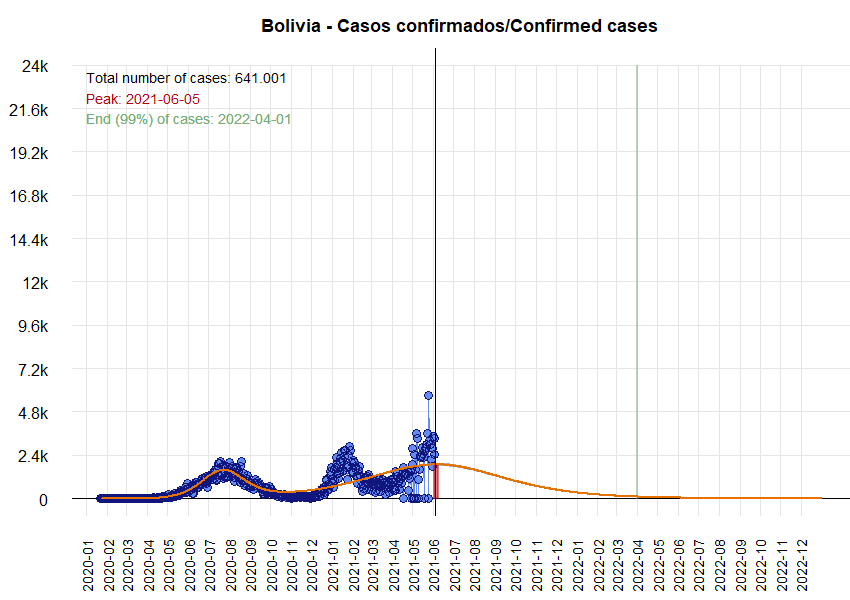 Bolivia - Casos confirmados/Confirmed cases
Total number of cases: 641.001
Peak: 2021-06-05
End (99%) of cases: 2022-04-01
24k
21.6k
19.2k
16.8k
14.4k
12k
9.6k
7.2k
4.8k
2.4k
0
2020-01
2020-02
2020-03
2020-04
2020-05
2020-06
2020-07
2020-08
2020-09
2020-10
2020-11
2020-12
2021-01
2021-02
2021-03
2021-04
2021-05
2021-06
2021-07
2021-08
2021-09
2021-10
2021-11
2021-12
2022-01
2022-02
2022-03
2022-04
2022-05
2022-06
2022-07
2022-08
2022-09
2022-10
2022-11
2022-12